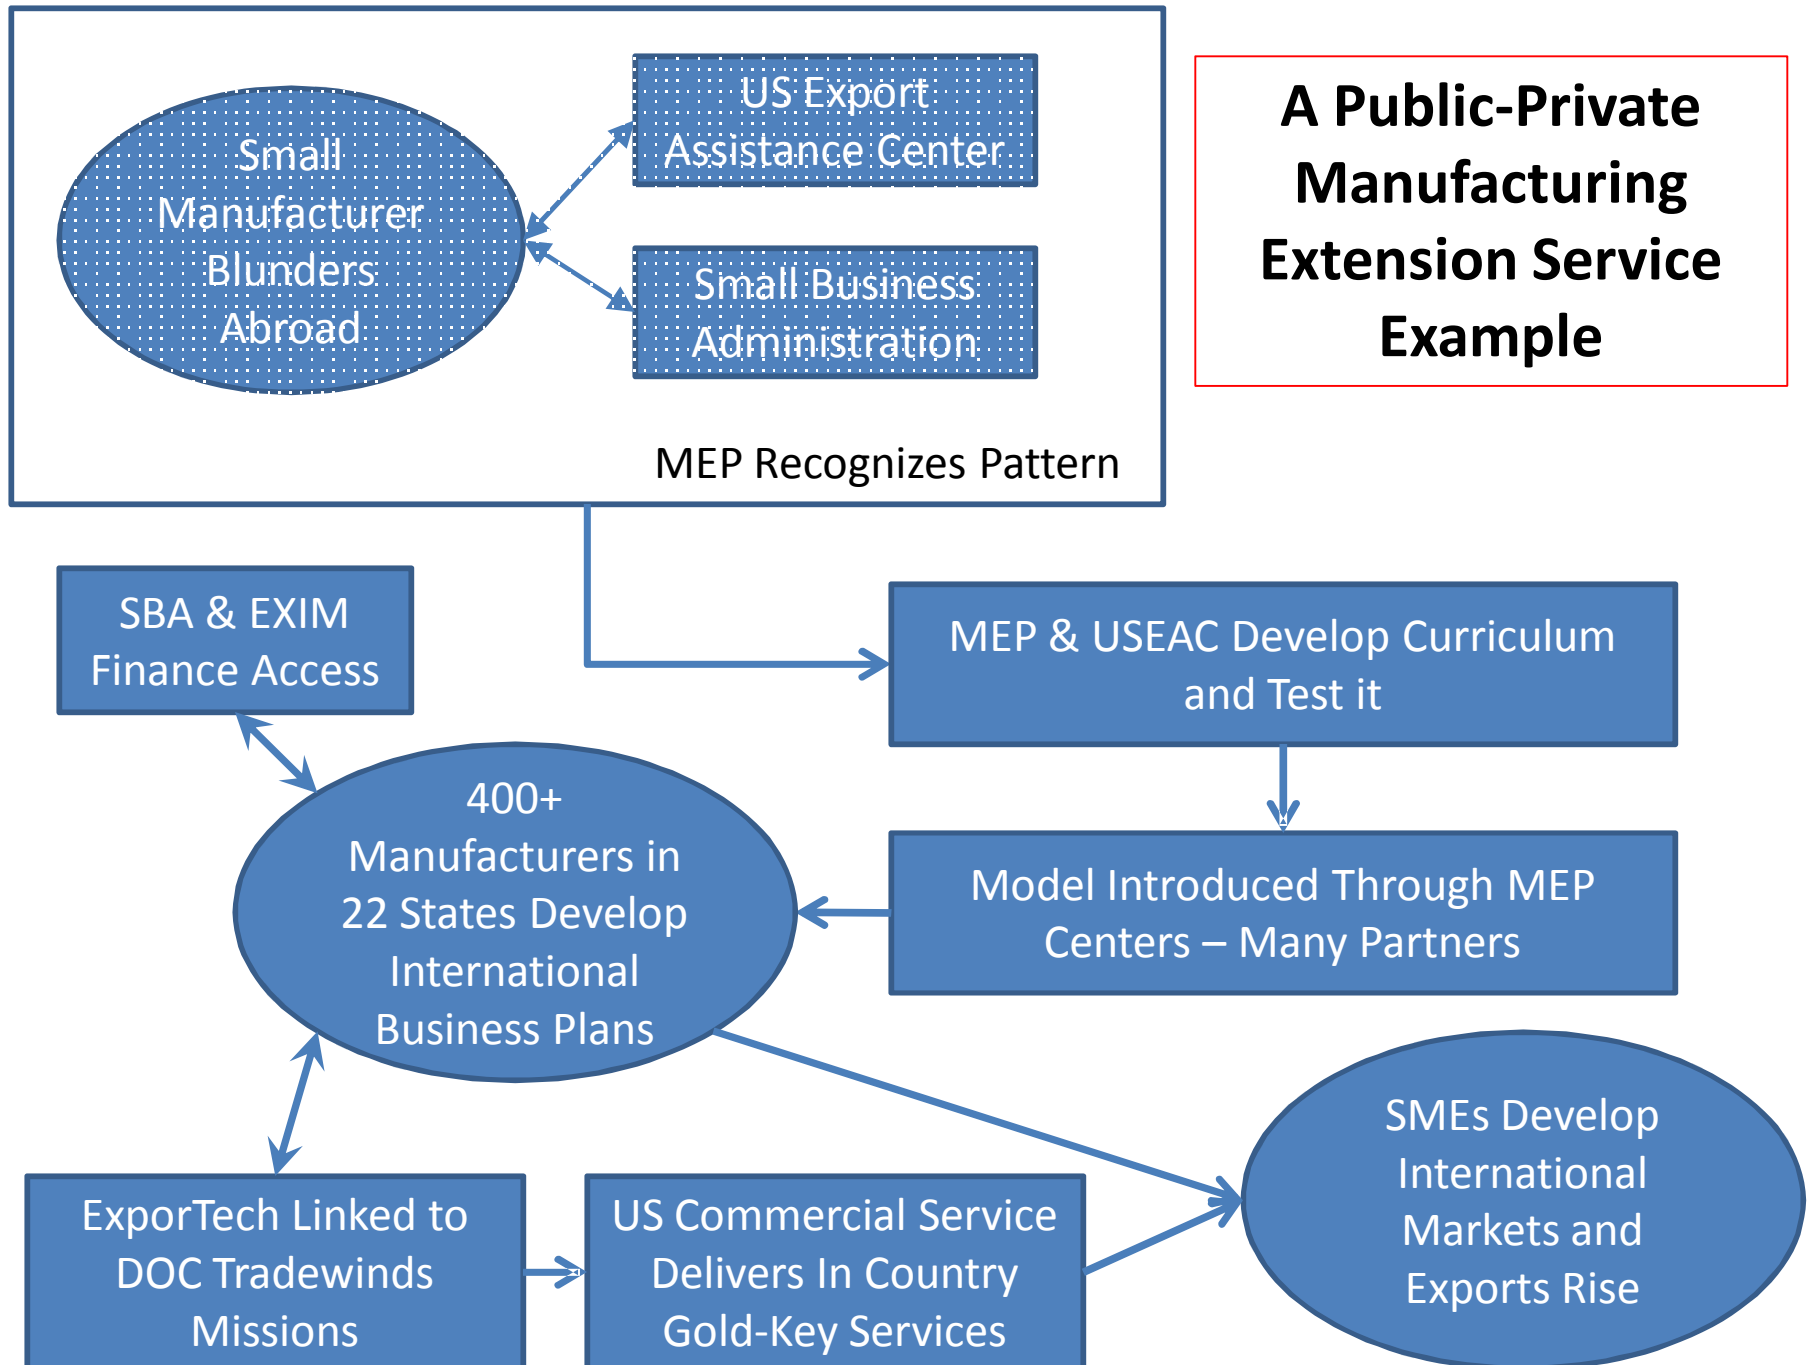 Small
Manufacturer
Blunders
Abroad
US Export
Assistance Center
Small Business
Administration
MEP Recognizes Pattern
A Public-Private
Manufacturing
Extension Service
Example
SBA & EXIM
Finance Access
MEP & USEAC Develop Curriculum
and Test it
400+
Manufacturers in
22 States Develop
International
Business Plans
Model Introduced Through MEP
Centers – Many Partners
ExporTech Linked to
DOC Tradewinds
Missions
US Commercial Service
Delivers In Country
Gold-Key Services
SMEs Develop
International
Markets and
Exports Rise